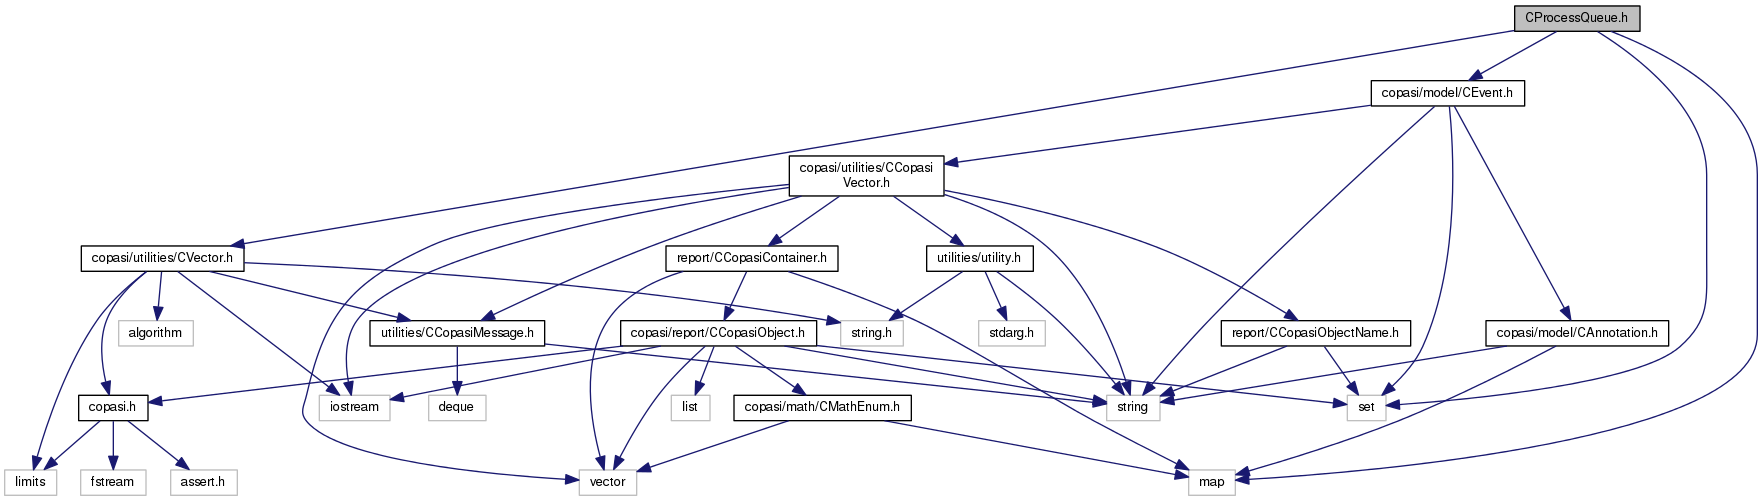 CProcessQueue.h
copasi/model/CEvent.h
copasi/utilities/CCopasi
Vector.h
copasi/utilities/CVector.h
report/CCopasiContainer.h
utilities/utility.h
algorithm
utilities/CCopasiMessage.h
copasi/report/CCopasiObject.h
string.h
stdarg.h
report/CCopasiObjectName.h
copasi/model/CAnnotation.h
copasi.h
iostream
deque
list
copasi/math/CMathEnum.h
string
set
limits
fstream
assert.h
vector
map